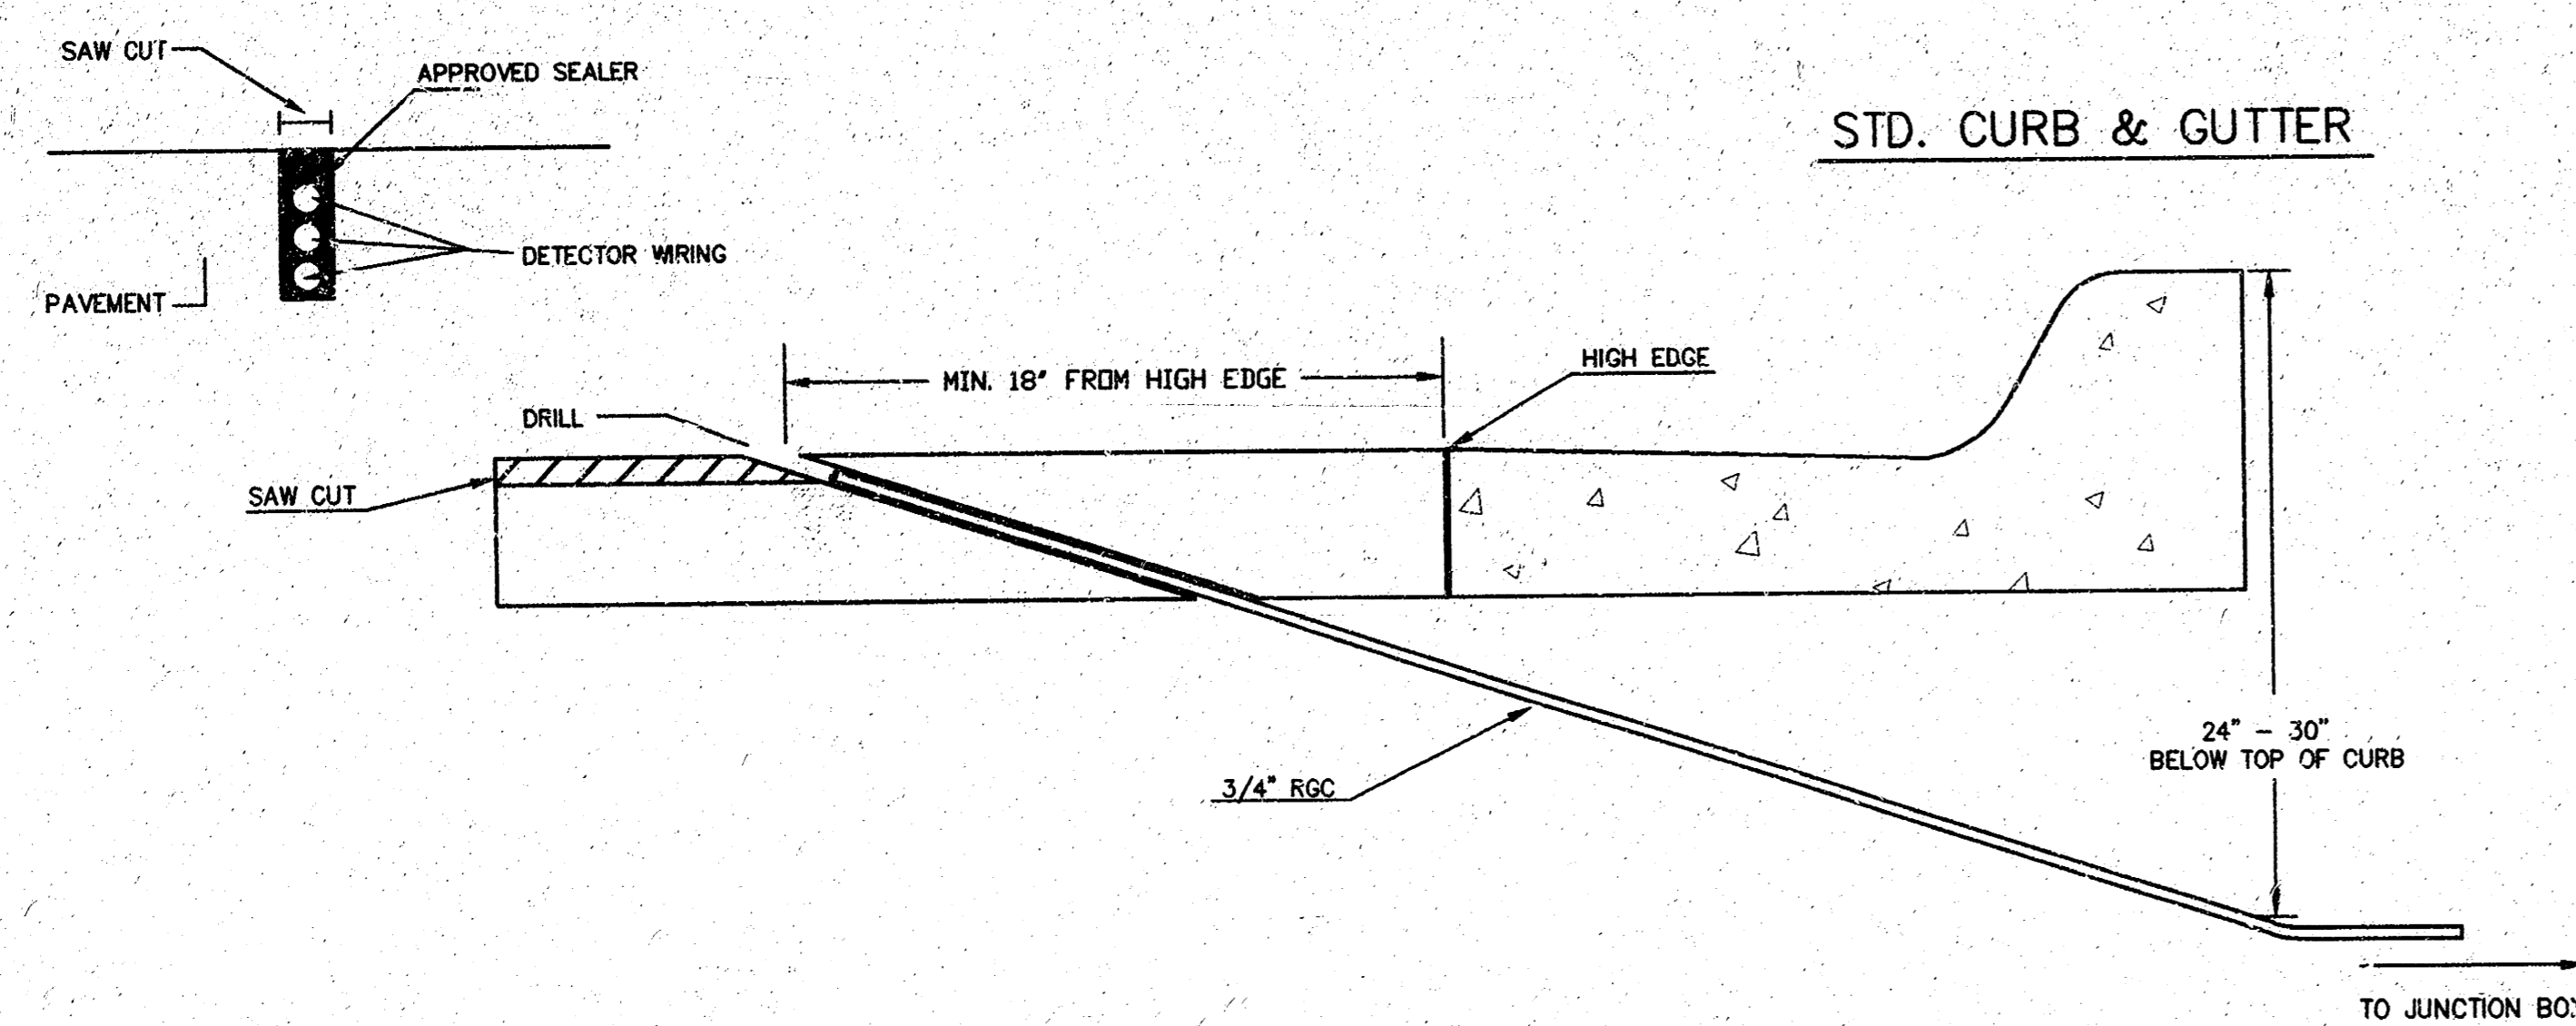 SAW CUT
APPROVED SEALER
STD. CURB & GUTTER
DETECTOR WIRING
PAVEMENT
HIGH EDGE
MIN. 18" FROM HIGH EDGE
DRILL
SAW CUT
24" - 30"
BELOW TOP OF CURB
3/4" RGC
TO JUNCTION BOX